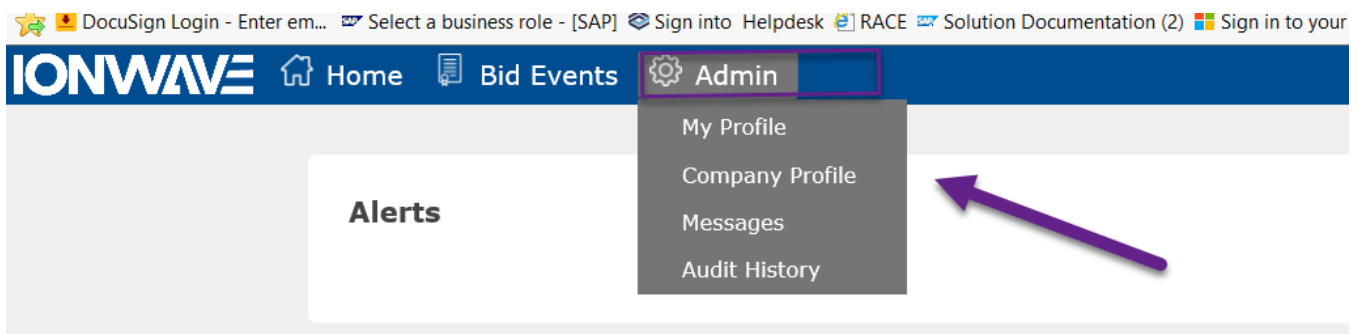 DocuSign Login - Enter em... Select a business role - [SAP] Sign into Helpdesk RACE Solution Documentation (2) Sign in to your
IONWAVE Home Bid Events Admin
My Profile
Company Profile
Alerts
Messages
Audit History